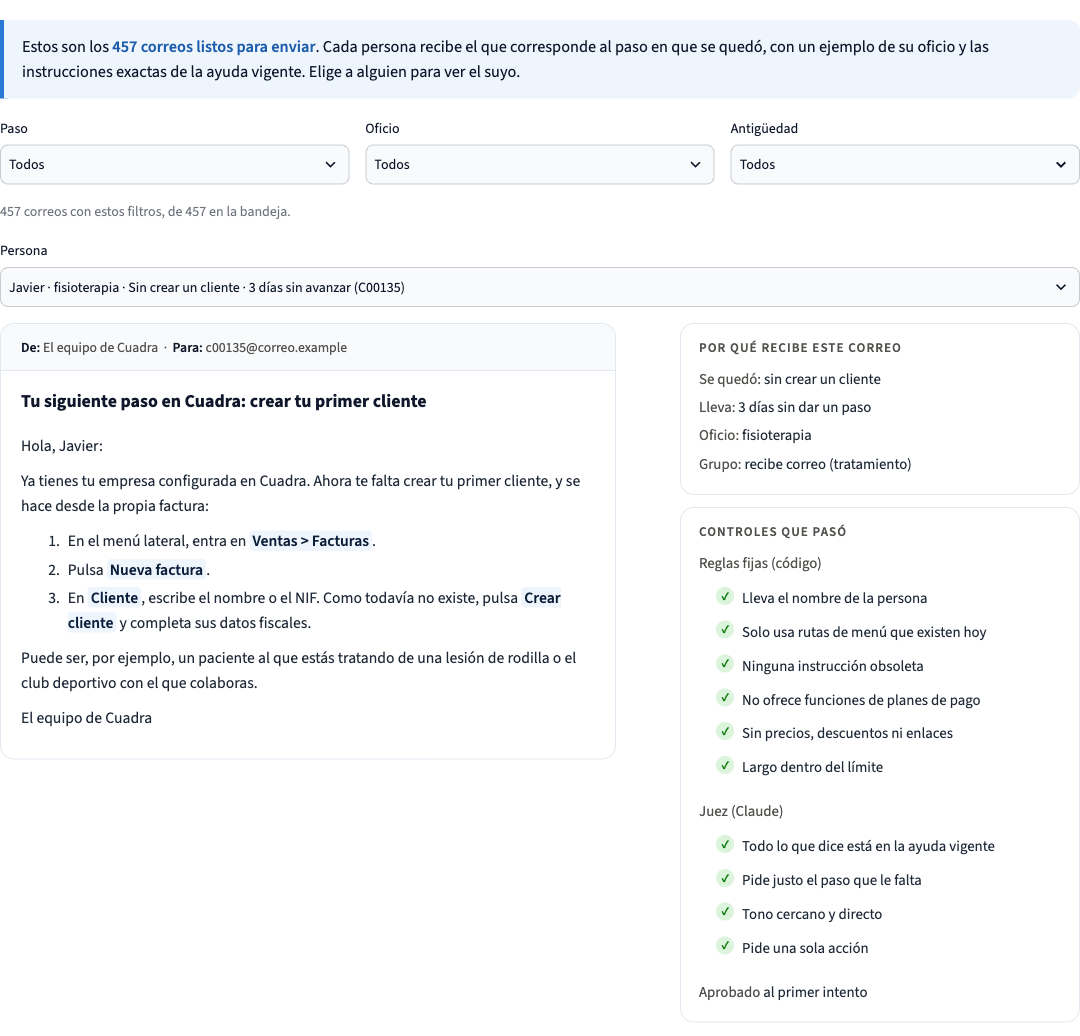 Estos son los 457 correos listos para enviar. Cada persona recibe el que corresponde al paso en que se quedó, con un ejemplo de su oficio y las
instrucciones exactas de la ayuda vigente. Elige a alguien para ver el suyo.
Paso
Oficio
Antigüedad
Todos
Todos
Todos
457 correos con estos filtros, de 457 en la bandeja.
Persona
Javier · fisioterapia · Sin crear un cliente · 3 días sin avanzar (C00135)
De: El equipo de Cuadra · Para: c00135@correo.example
Tu siguiente paso en Cuadra: crear tu primer cliente
Hola, Javier:
Ya tienes tu empresa configurada en Cuadra. Ahora te falta crear tu primer cliente, y se
hace desde la propia factura:
1. En el menú lateral, entra en Ventas > Facturas.
2. Pulsa Nueva factura.
3. En Cliente, escribe el nombre o el NIF. Como todavía no existe, pulsa Crear
cliente y completa sus datos fiscales.
Puede ser, por ejemplo, un paciente al que estás tratando de una lesión de rodilla o el
club deportivo con el que colaboras.
El equipo de Cuadra
POR QUÉ RECIBE ESTE CORREO
Se quedó: sin crear un cliente
Lleva: 3 días sin dar un paso
Oficio: fisioterapia
Grupo: recibe correo (tratamiento)
CONTROLES QUE PASÓ
Reglas fijas (código)
✓ Lleva el nombre de la persona
✓ Solo usa rutas de menú que existen hoy
✓ Ninguna instrucción obsoleta
✓ No ofrece funciones de planes de pago
✓ Sin precios, descuentos ni enlaces
✓ Largo dentro del límite
Juez (Claude)
✓ Todo lo que dice está en la ayuda vigente
✓ Pide justo el paso que le falta
✓ Tono cercano y directo
✓ Pide una sola acción
Aprobado al primer intento